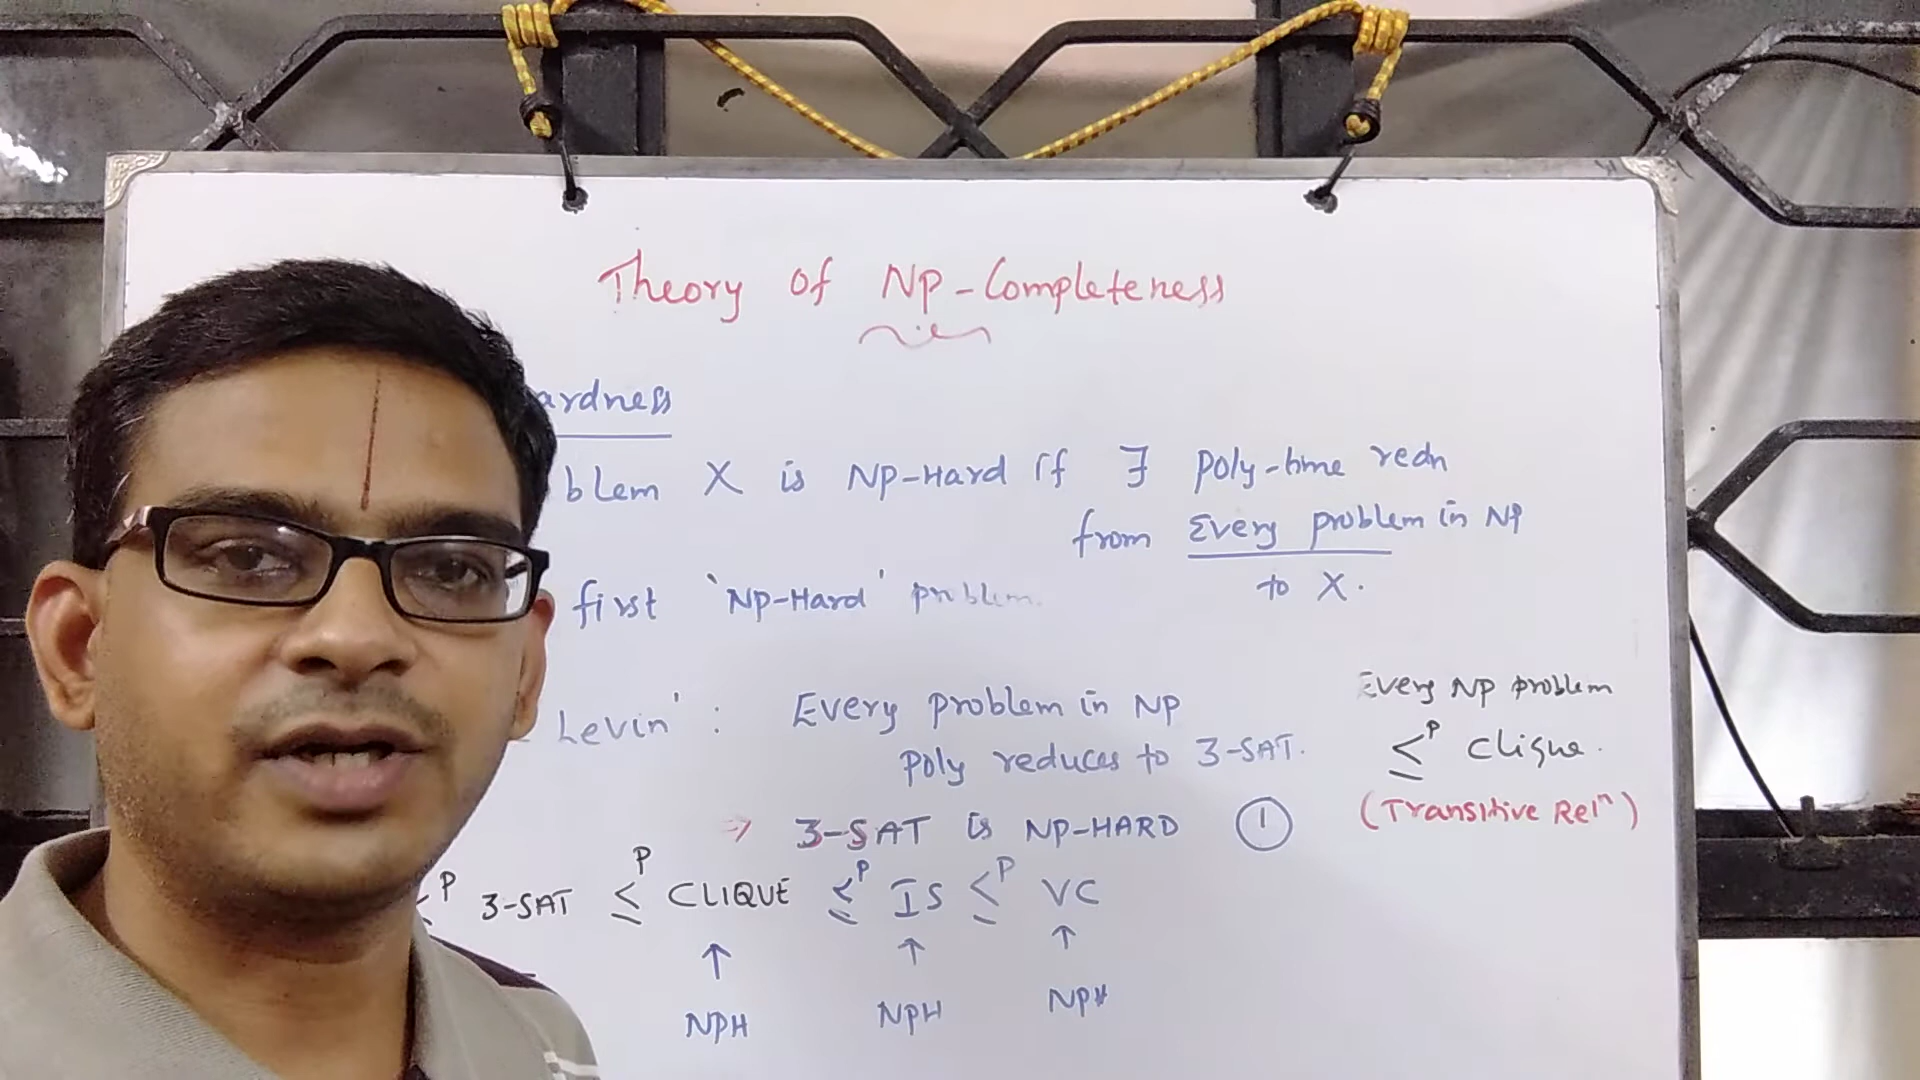 Theory of NP-Completeness
ardness
blem X is NP-Hard if ∃ poly-time redn
from Every problem in NP
to X.
first 'NP-Hard' problem.
Levin' : Every problem in NP
poly reduces to 3-SAT.
⇒ 3-SAT is NP-HARD ①
Every NP problem
≤ᴾ Clique.
(Transitive Relⁿ)
≤ᴾ 3-SAT ≤ᴾ CLIQUE ≤ᴾ IS ≤ᴾ VC
↑ ↑ ↑
NPH NPH NPH